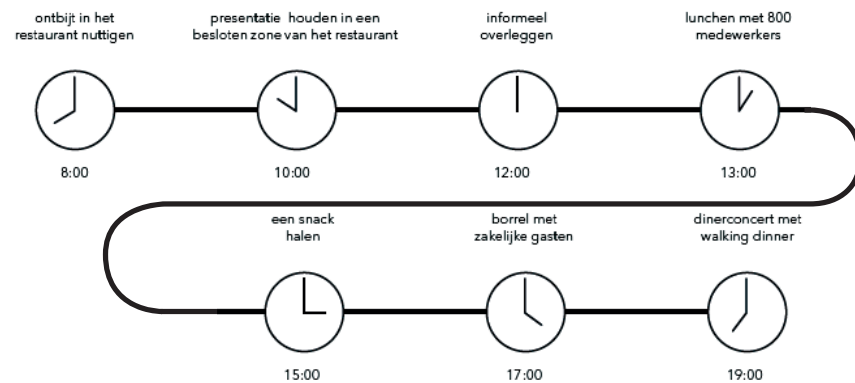 ontbijt in het
restaurant nuttigen
8:00
presentatie houden in een
besloten zone van het restaurant
10:00
informeel
overleggen
12:00
lunchen met 800
medewerkers
13:00
een snack
halen
15:00
borrel met
zakelijke gasten
17:00
dinerconcert met
walking dinner
19:00